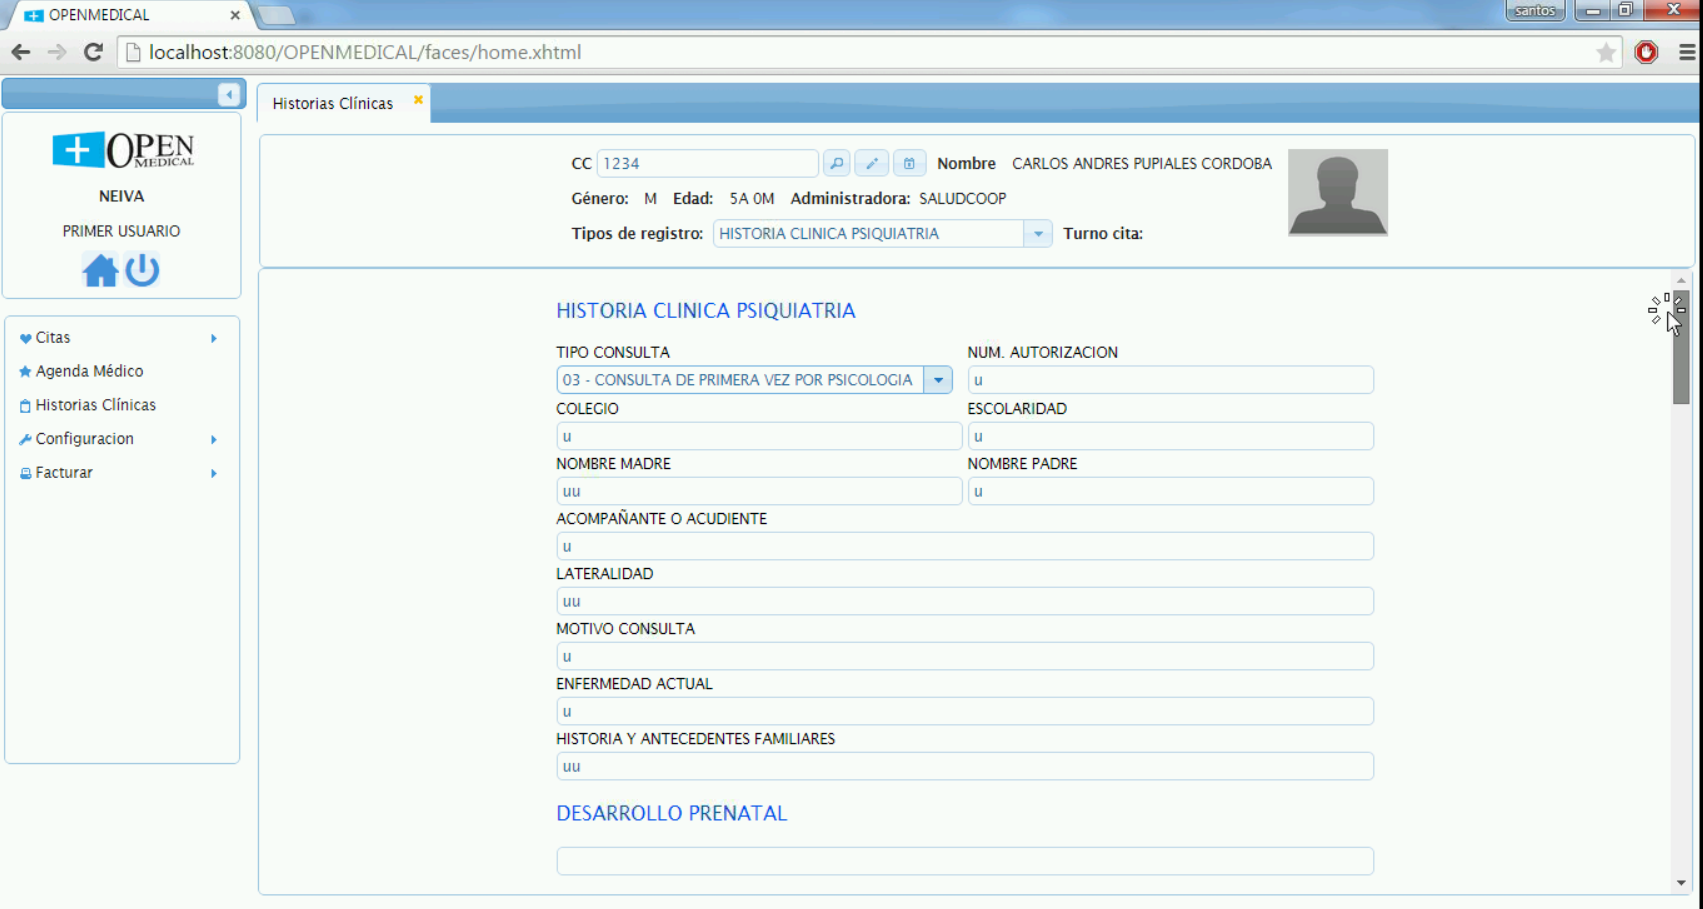 OPENMEDICAL
santos
localhost:8080/OPENMEDICAL/faces/home.xhtml
Historias Clínicas
OPEN
MEDICAL
NEIVA
PRIMER USUARIO
Citas
Agenda Médico
Historias Clínicas
Configuracion
Facturar
CC 1234 Nombre CARLOS ANDRES PUPIALES CORDOBA
Género: M Edad: 5A 0M Administradora: SALUDCOOP
Tipos de registro: HISTORIA CLINICA PSIQUIATRIA Turno cita:
HISTORIA CLINICA PSIQUIATRIA
TIPO CONSULTA NUM. AUTORIZACION
03 - CONSULTA DE PRIMERA VEZ POR PSICOLOGIA u
COLEGIO ESCOLARIDAD
u u
NOMBRE MADRE NOMBRE PADRE
uu u
ACOMPAÑANTE O ACUDIENTE
u
LATERALIDAD
uu
MOTIVO CONSULTA
u
ENFERMEDAD ACTUAL
u
HISTORIA Y ANTECEDENTES FAMILIARES
uu
DESARROLLO PRENATAL